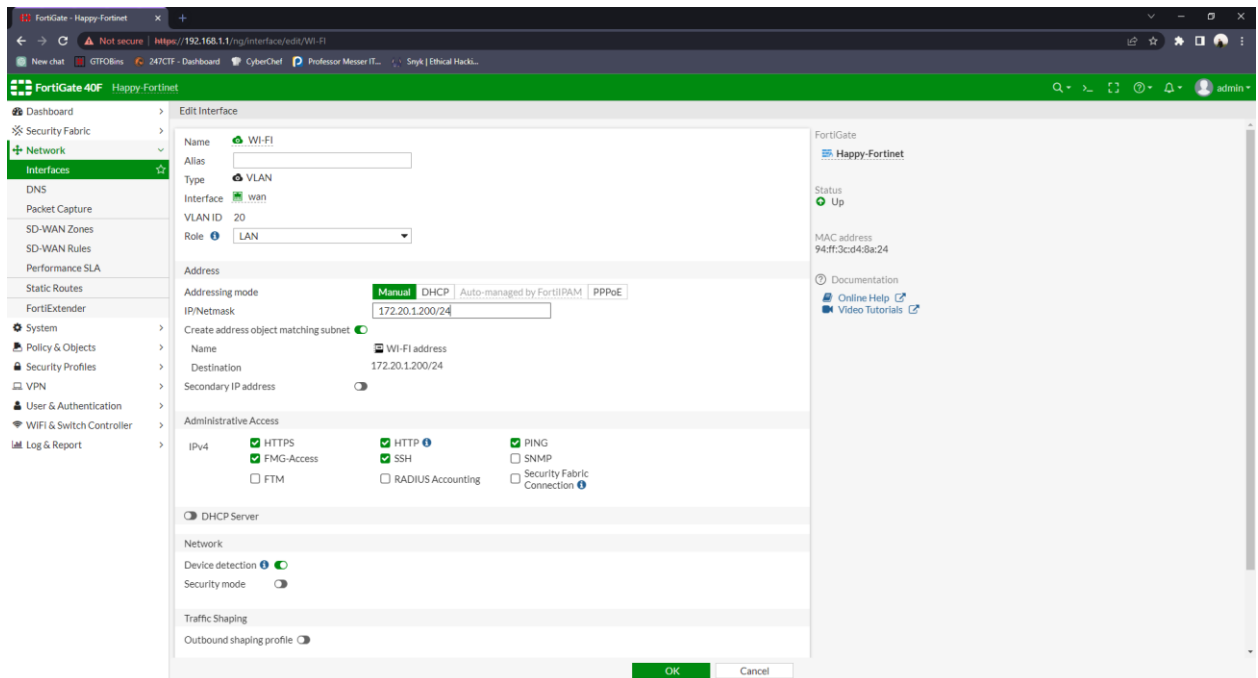 FortiGate - Happy-Fortinet
Not secure | https://192.168.1.1/ng/interface/edit/WI-FI
New chat GTFOBins 247CTF - Dashboard CyberChef Professor Messer IT... Snyk | Ethical Hacki...
FortiGate 40F Happy-Fortinet admin
Dashboard
Security Fabric
Network
Interfaces
DNS
Packet Capture
SD-WAN Zones
SD-WAN Rules
Performance SLA
Static Routes
FortiExtender
System
Policy & Objects
Security Profiles
VPN
User & Authentication
WiFi & Switch Controller
Log & Report
Edit Interface
Name WI-FI
Alias
Type VLAN
Interface wan
VLAN ID 20
Role LAN
Address
Addressing mode Manual DHCP Auto-managed by FortiIPAM PPPoE
IP/Netmask 172.20.1.200/24
Create address object matching subnet
Name WI-FI address
Destination 172.20.1.200/24
Secondary IP address
Administrative Access
IPv4 HTTPS HTTP PING
FMG-Access SSH SNMP
FTM RADIUS Accounting Security Fabric
Connection
DHCP Server
Network
Device detection
Security mode
Traffic Shaping
Outbound shaping profile
OK Cancel
FortiGate
Happy-Fortinet
Status
Up
MAC address
94:ff:3c:d4:8a:24
Documentation
Online Help
Video Tutorials